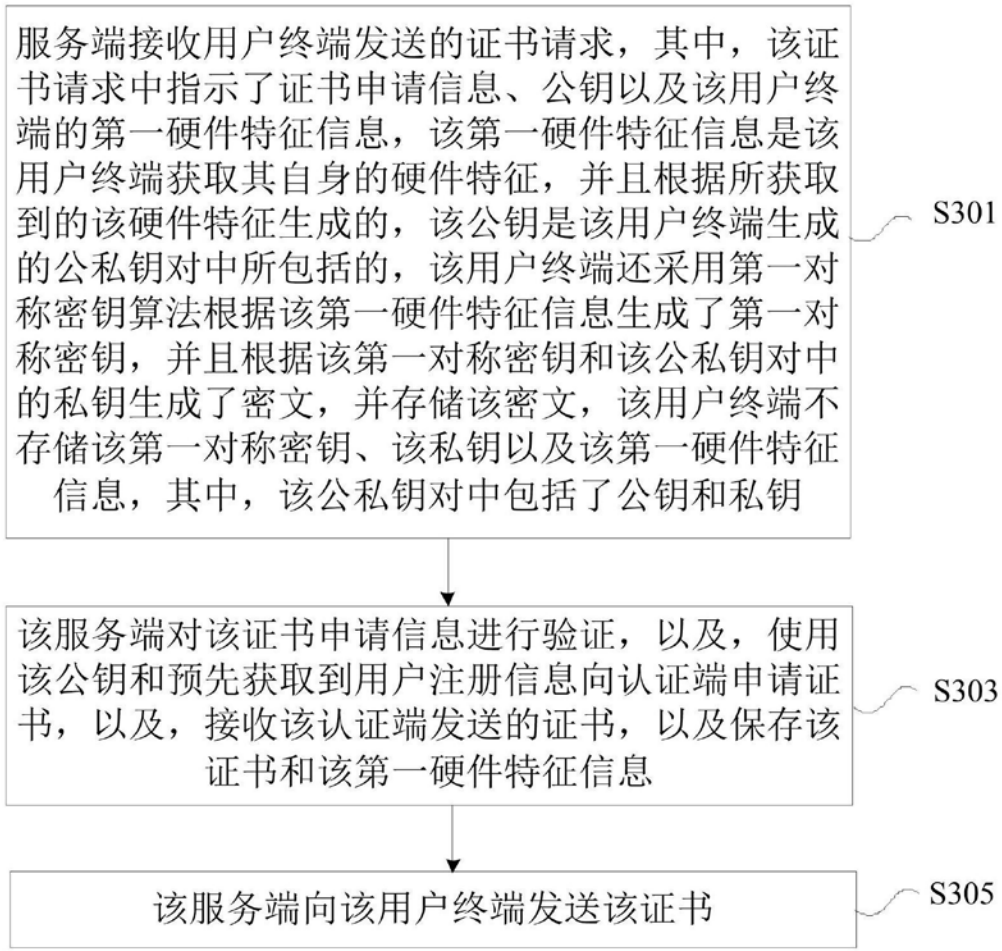 服务端接收用户终端发送的证书请求，其中，该证
书请求中指示了证书申请信息、公钥以及该用户终
端的第一硬件特征信息，该第一硬件特征信息是该
用户终端获取其自身的硬件特征，并且根据所获取
到的该硬件特征生成的，该公钥是该用户终端生成
的公私钥对中所包括的，该用户终端还采用第一对
称密钥算法根据该第一硬件特征信息生成了第一对
称密钥，并且根据该第一对称密钥和该公私钥对中
的私钥生成了密文，并存储该密文，该用户终端不
存储该第一对称密钥、该私钥以及该第一硬件特征
信息，其中，该公私钥对中包括了公钥和私钥
S301
该服务端对该证书申请信息进行验证，以及，使用
该公钥和预先获取到用户注册信息向认证端申请证
书，以及，接收该认证端发送的证书，以及保存该
证书和该第一硬件特征信息
S303
该服务端向该用户终端发送该证书
S305